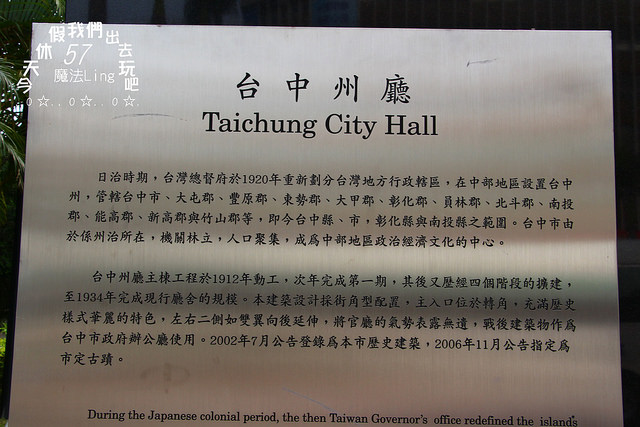 今天休假我們出去玩吧
57
魔法Ling
台中州廳
Taichung City Hall
日治時期，台灣總督府於1920年重新劃分台灣地方行政轄區，在中部地區設置台中
州，管轄台中市、大屯郡、豐原郡、東勢郡、大甲郡、彰化郡、員林郡、北斗郡、南投
郡、能高郡、新高郡與竹山郡等，即今台中縣、市，彰化縣與南投縣之範圍。台中市由
於係州治所在，機關林立，人口聚集，成為中部地區政治經濟文化的中心。
台中州廳主棟工程於1912年動工，次年完成第一期，其後又歷經四個階段的擴建，
至1934年完成現行廳舍的規模。本建築設計採街角型配置，主入口位於轉角，充滿歷史
樣式華麗的特色，左右二側如雙翼向後延伸，將官廳的氣勢表露無遺，戰後建築物作為
台中市政府辦公廳使用。2002年7月公告登錄為本市歷史建築，2006年11月公告指定為
市定古蹟。
During the Japanese colonial period, the then Taiwan Governor's office redefined the island's